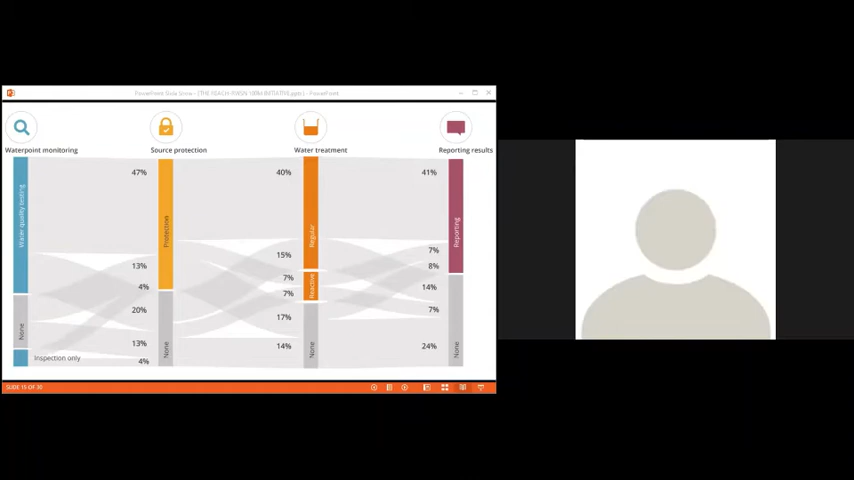 PowerPoint Slide Show - [THE REACH-RWSN 100M INITIATIVE.pptx] - PowerPoint
Waterpoint monitoring
Source protection
Water treatment
Reporting results
47%
40%
41%
Water quality testing
Protection
Regular
Reporting
15%
7%
13%
8%
7%
4%
Reactive
14%
7%
20%
7%
17%
None
13%
14%
24%
None
None
None
Inspection only
4%
SLIDE 15 OF 30